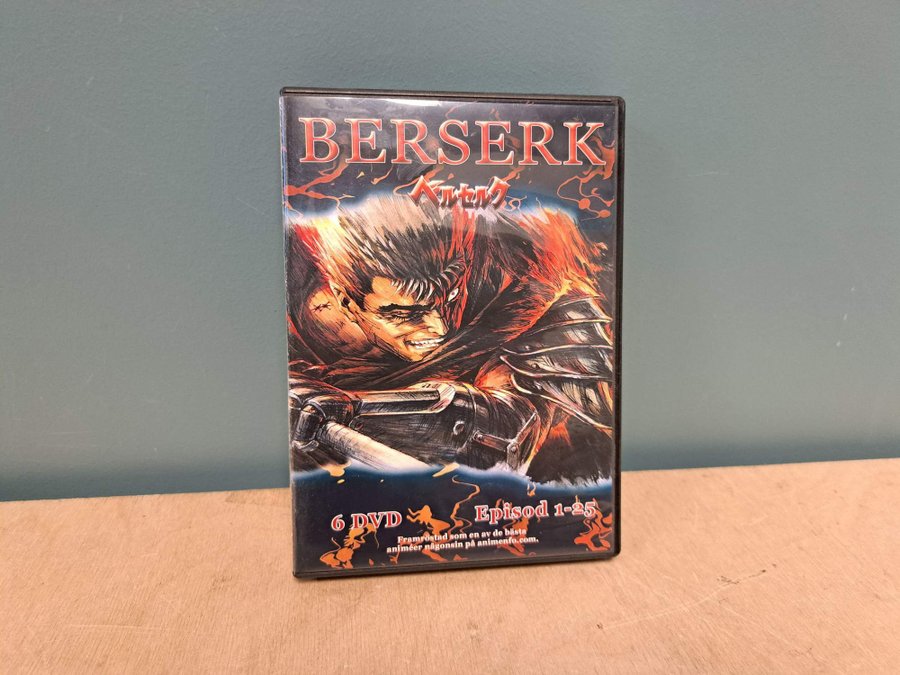 BERSERK
ベルセルク
6 DVD
Episod 1-25
Framröstad som en av de bästa
animéer någonsin på animenfo.com.